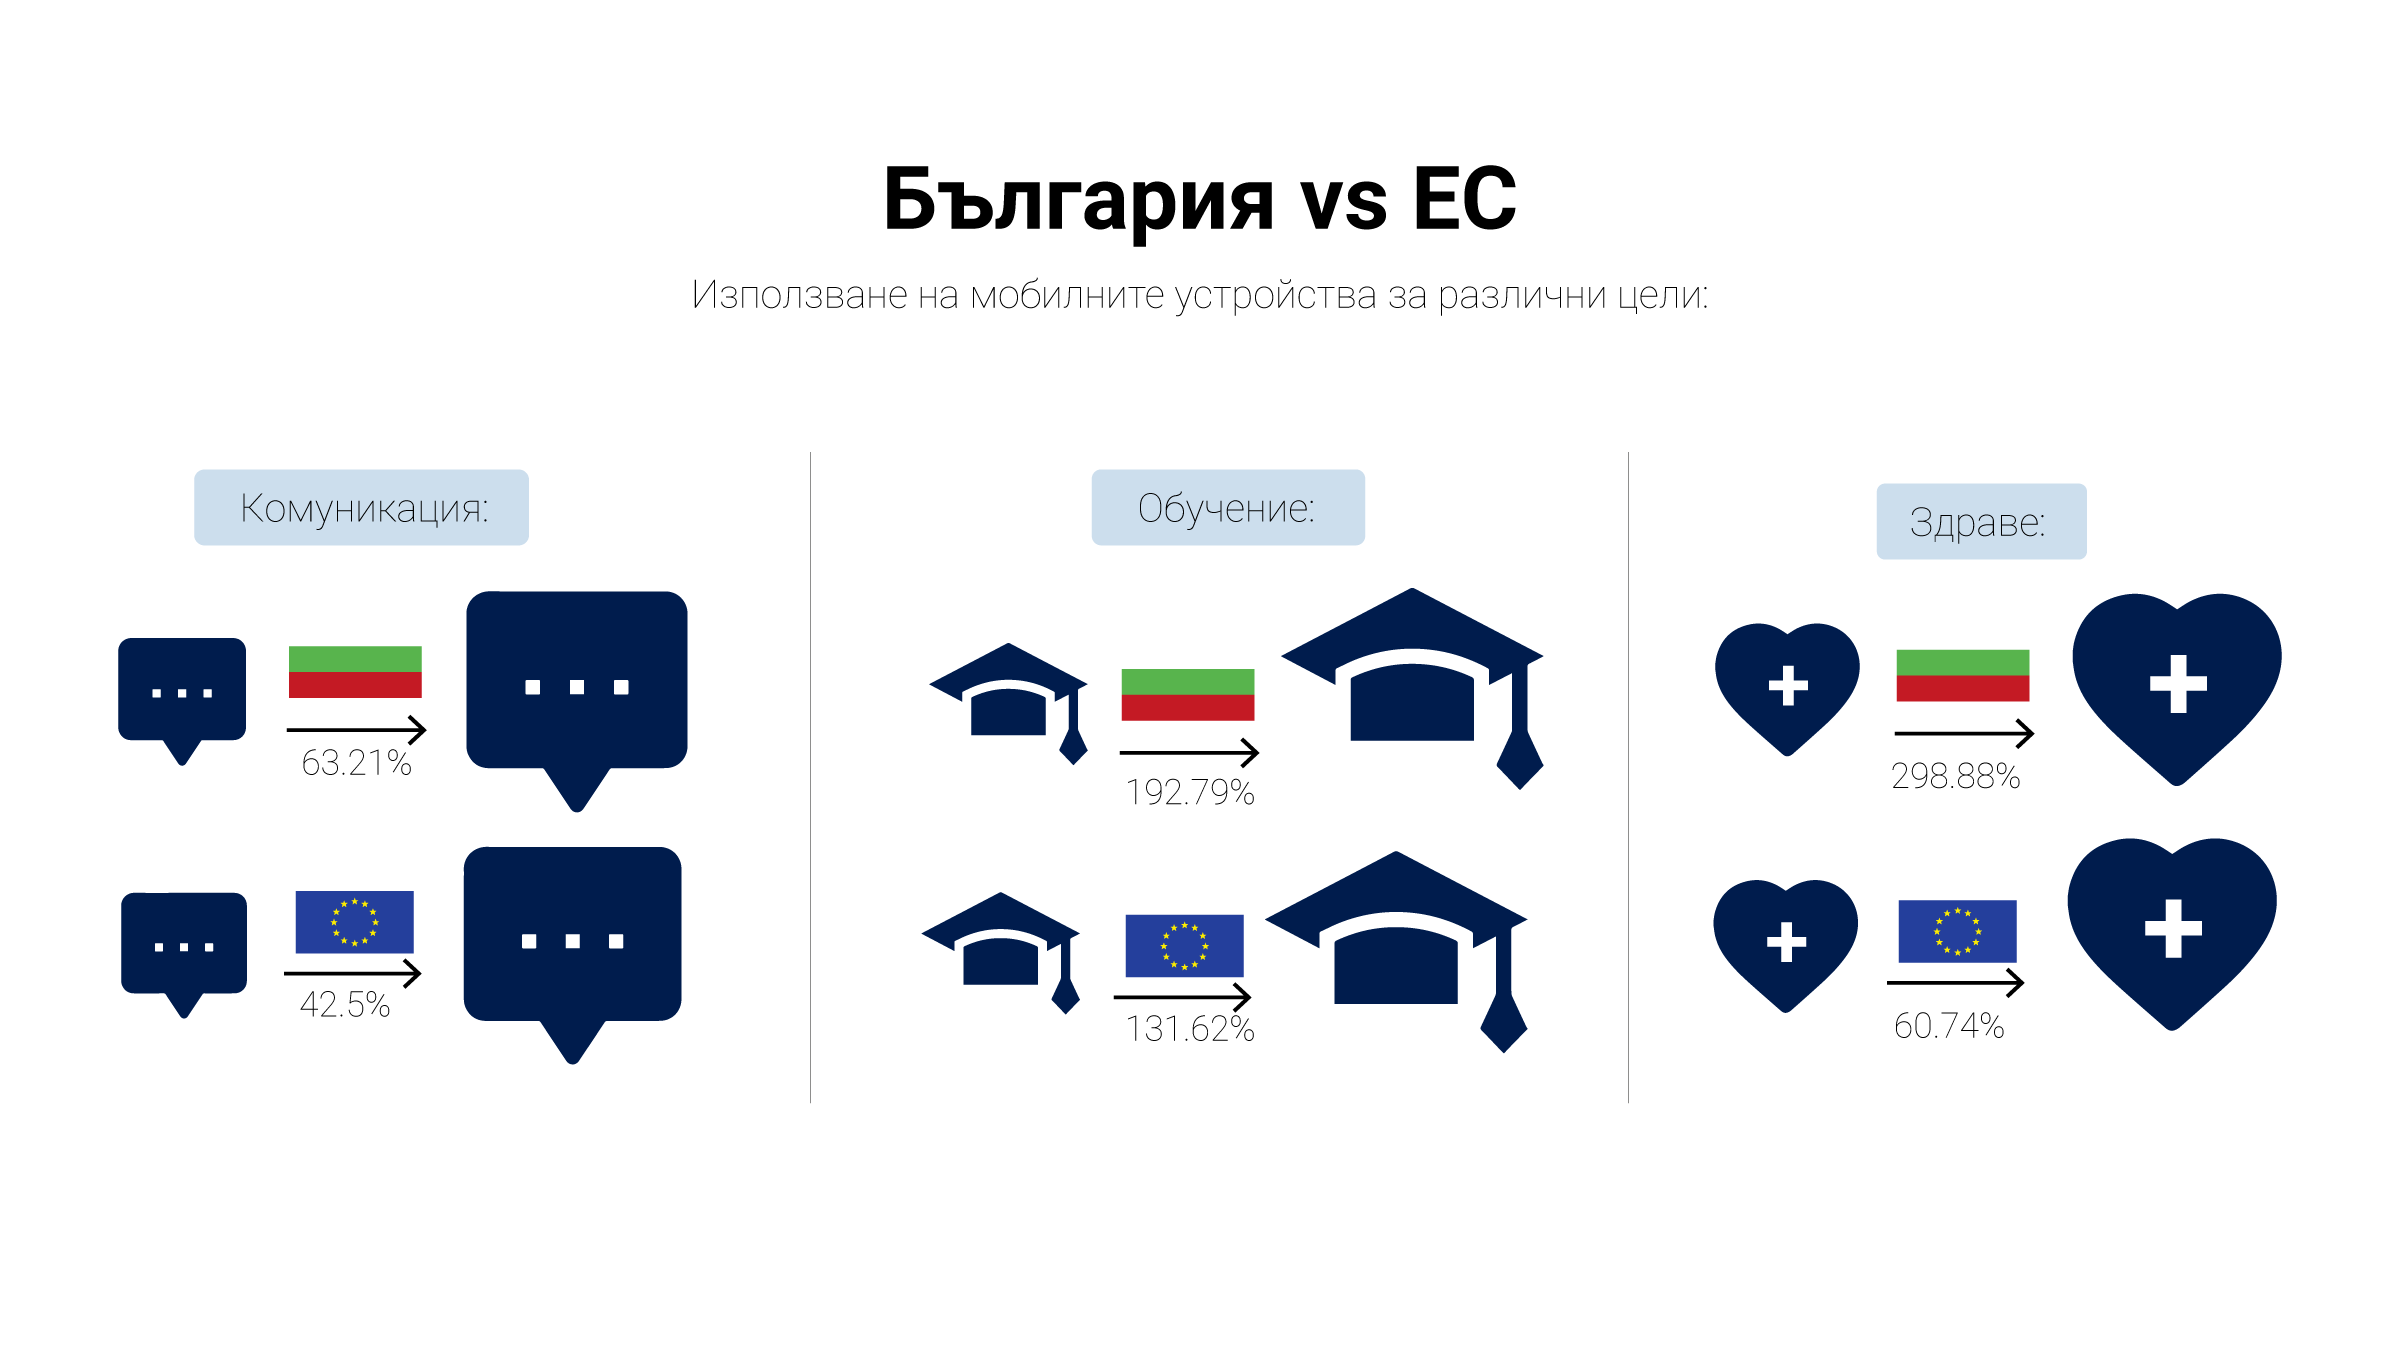 България vs ЕС
Използване на мобилните устройства за различни цели:
Комуникация:
63.21%
42.5%
Обучение:
192.79%
131.62%
Здраве:
298.88%
60.74%